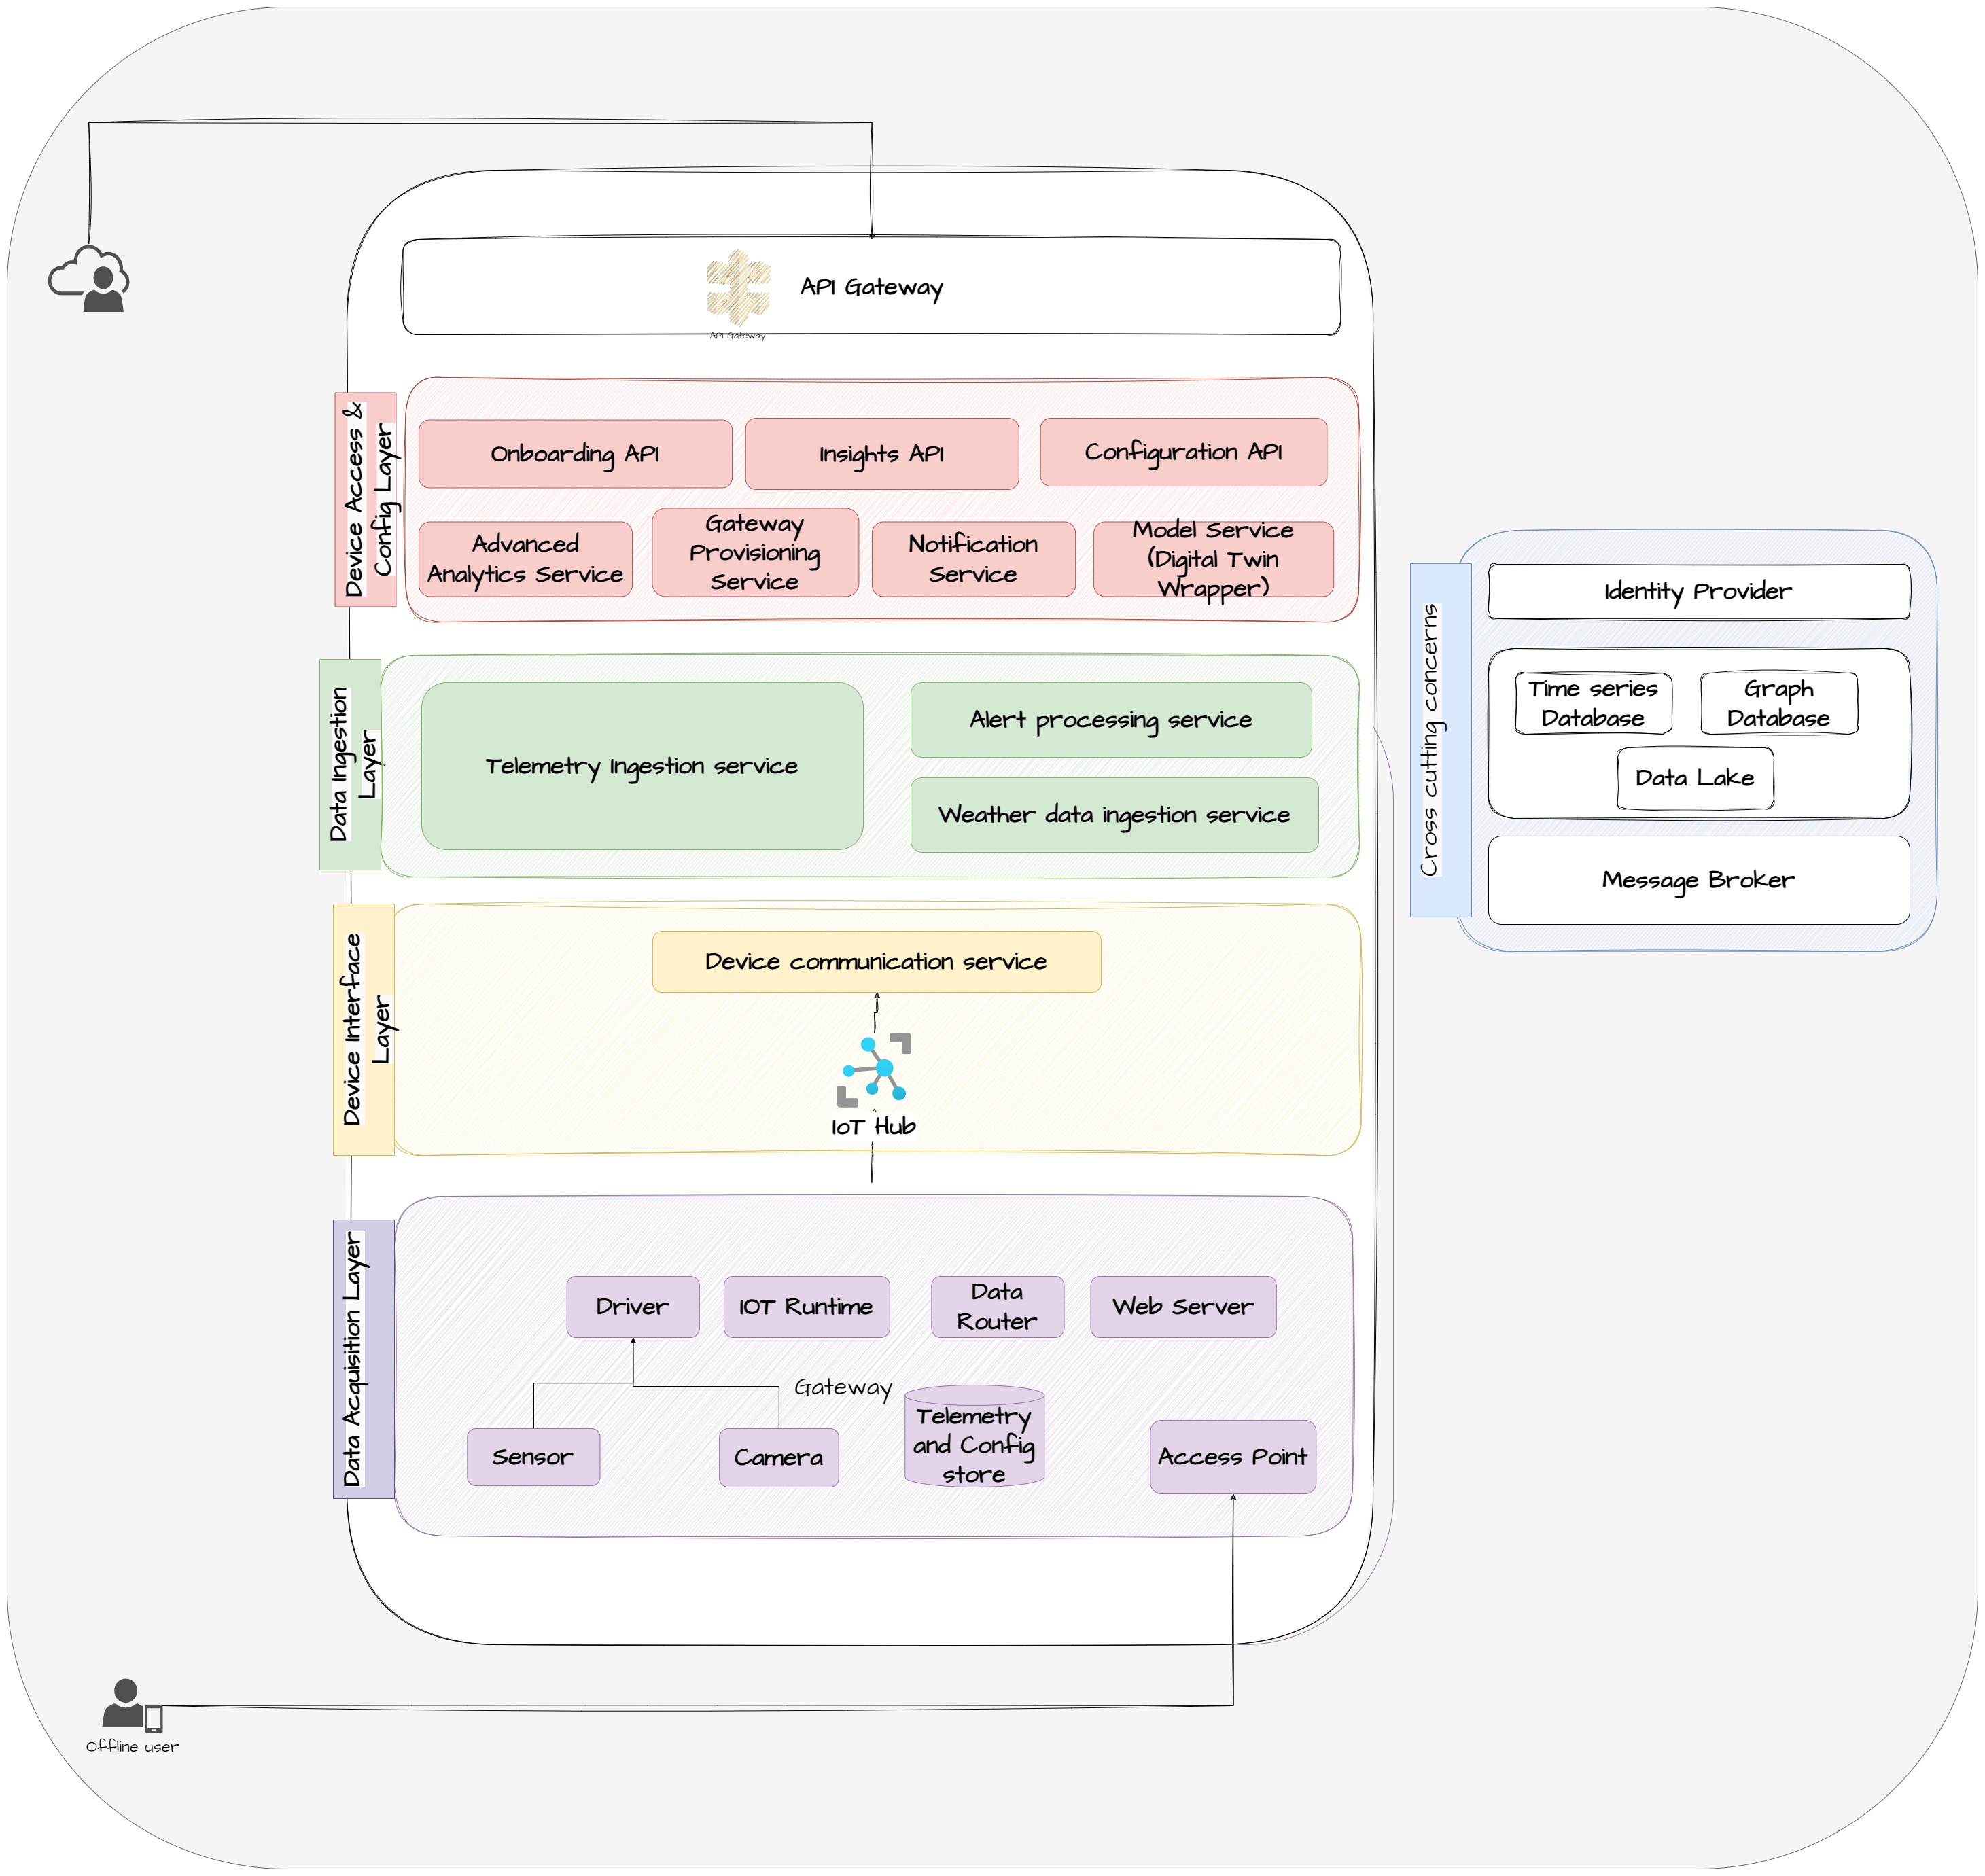 API Gateway
API Gateway
Device Access &
Config Layer
Onboarding API
Insights API
Configuration API
Advanced
Analytics Service
Gateway
Provisioning
Service
Notification
Service
Model Service
(Digital Twin
Wrapper)
Data Ingestion
Layer
Telemetry Ingestion service
Alert processing service
Weather data ingestion service
Device Interface
Layer
Device communication service
IoT Hub
Data Acquisition Layer
Driver
IOT Runtime
Data
Router
Web Server
Gateway
Sensor
Camera
Telemetry
and Config
store
Access Point
Cross cutting concerns
Identity Provider
Time series
Database
Graph
Database
Data Lake
Message Broker
Offline user